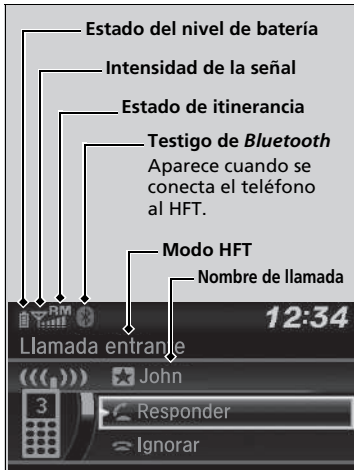 Estado del nivel de batería
Intensidad de la señal
Estado de itinerancia
Testigo de Bluetooth
Aparece cuando se
conecta el teléfono
al HFT.
Modo HFT
Nombre de llamada
RM
12:34
Llamada entrante
John
3
Responder
Ignorar